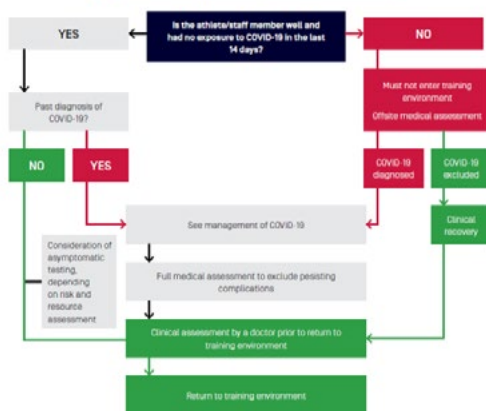 YES
Is the athlete/staff member well and
had no exposure to COVID-19 in the last
14 days?
NO
Past diagnosis of
COVID-19?
Must not enter training
environment
Offsite medical assessment
NO
YES
COVID-19
diagnosed
COVID-19
excluded
See management of COVID-19
Clinical
recovery
Consideration of
asymptomatic
testing,
depending
on risk and
resource
assessment
Full medical assessment to exclude pesisting
complications
Clinical assessment by a doctor prior to return to
training environment
Return to training environment